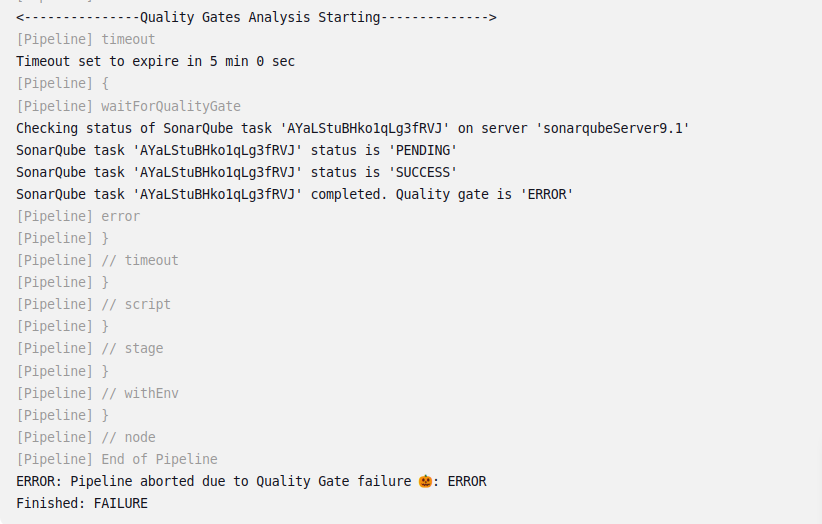 <---------------Quality Gates Analysis Starting-------------->
[Pipeline] timeout
Timeout set to expire in 5 min 0 sec
[Pipeline] {
[Pipeline] waitForQualityGate
Checking status of SonarQube task 'AYaLStuBHko1qLg3fRVJ' on server 'sonarqubeServer9.1'
SonarQube task 'AYaLStuBHko1qLg3fRVJ' status is 'PENDING'
SonarQube task 'AYaLStuBHko1qLg3fRVJ' status is 'SUCCESS'
SonarQube task 'AYaLStuBHko1qLg3fRVJ' completed. Quality gate is 'ERROR'
[Pipeline] error
[Pipeline] }
[Pipeline] // timeout
[Pipeline] }
[Pipeline] // script
[Pipeline] }
[Pipeline] // stage
[Pipeline] }
[Pipeline] // withEnv
[Pipeline] }
[Pipeline] // node
[Pipeline] End of Pipeline
ERROR: Pipeline aborted due to Quality Gate failure 🎃: ERROR
Finished: FAILURE